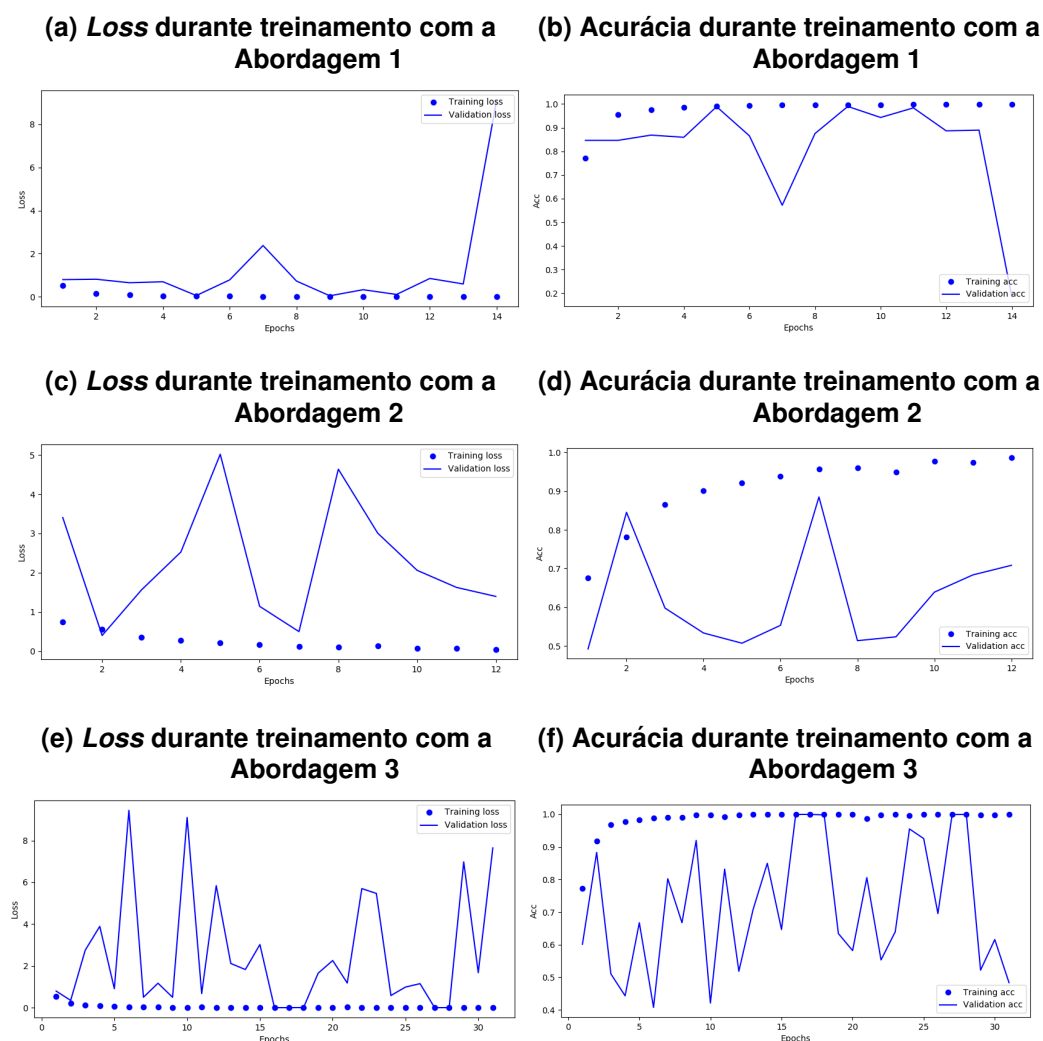 (a) Loss durante treinamento com a
Abordagem 1
(b) Acurácia durante treinamento com a
Abordagem 1
Training loss
Validation loss
8
6
4
2
0
Loss
2
4
6
8
10
12
14
Epochs
1.0
0.9
0.8
0.7
0.6
0.5
0.4
0.3
0.2
Acc
Training acc
Validation acc
2
4
6
8
10
12
14
Epochs
(c) Loss durante treinamento com a
Abordagem 2
(d) Acurácia durante treinamento com a
Abordagem 2
Training loss
Validation loss
5
4
3
2
1
0
Loss
2
4
6
8
10
12
Epochs
1.0
0.9
0.8
0.7
0.6
0.5
Acc
Training acc
Validation acc
2
4
6
8
10
12
Epochs
(e) Loss durante treinamento com a
Abordagem 3
(f) Acurácia durante treinamento com a
Abordagem 3
Training loss
Validation loss
8
6
4
2
0
Loss
0
5
10
15
20
25
30
Epochs
1.0
0.9
0.8
0.7
0.6
0.5
0.4
Acc
Training acc
Validation acc
0
5
10
15
20
25
30
Epochs